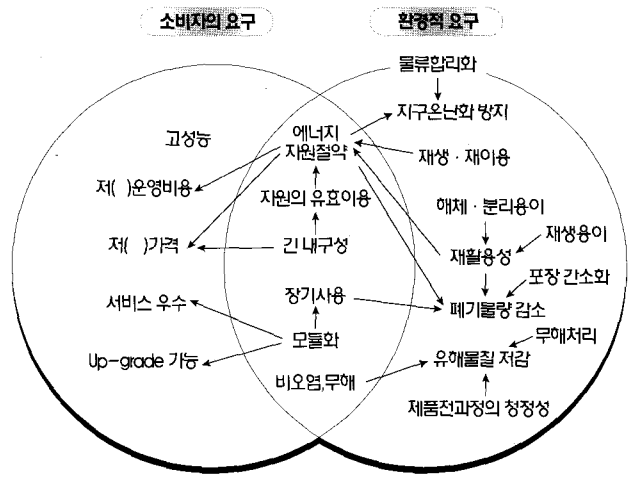 소비자의 요구
환경적 요구
물류합리화
지구온난화 방지
고성능
에너지
자원절약
재생·재이용
저( )운영비용
자원의 유효이용
해체·분리용이
저( )가격
긴 내구성
재활용성
재생용이
포장 간소화
서비스 우수
장기사용
폐기물량 감소
모듈화
무해처리
Up-grade 가능
유해물질 저감
비오염,무해
제품전과정의 청정성